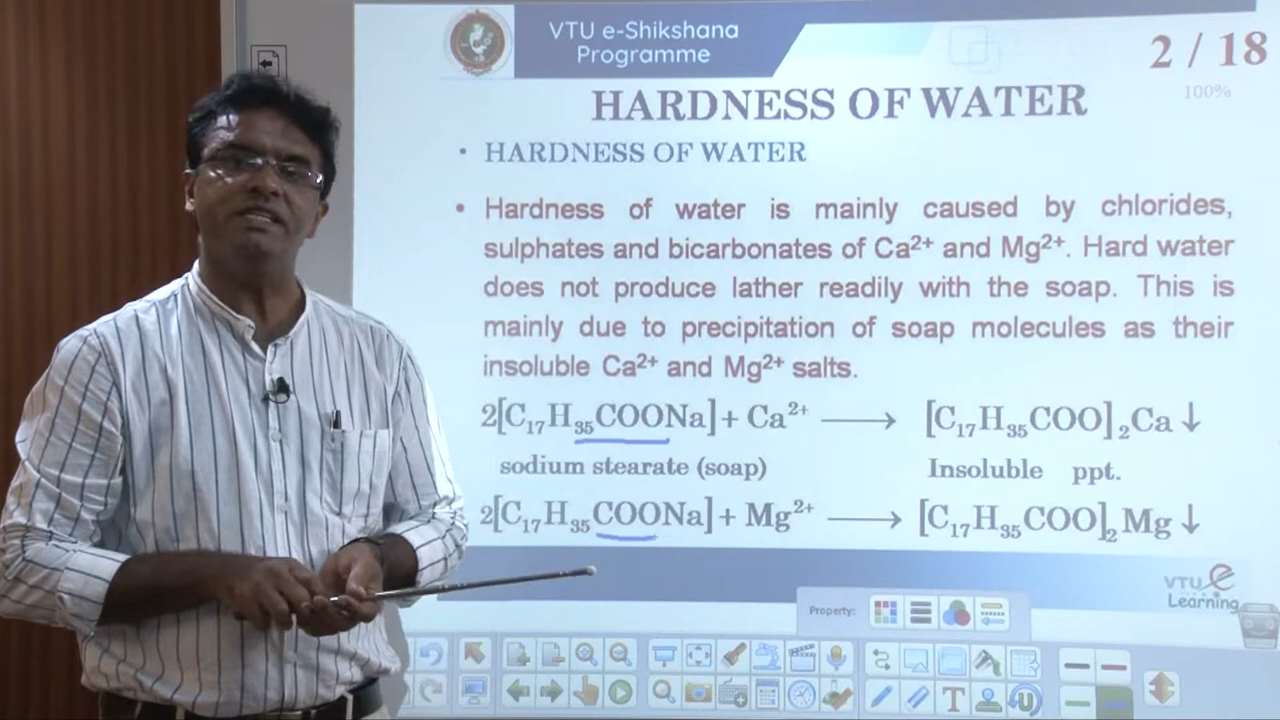 VTU e-Shikshana
Programme
2 / 18
100%
HARDNESS OF WATER
• HARDNESS OF WATER
• Hardness of water is mainly caused by chlorides,
sulphates and bicarbonates of Ca²⁺ and Mg²⁺. Hard water
does not produce lather readily with the soap. This is
mainly due to precipitation of soap molecules as their
insoluble Ca²⁺ and Mg²⁺ salts.
2[C₁₇H₃₅COONa] + Ca²⁺ ⟶ [C₁₇H₃₅COO]₂Ca↓
sodium stearate (soap) Insoluble ppt.
2[C₁₇H₃₅COONa] + Mg²⁺ ⟶ [C₁₇H₃₅COO]₂Mg↓
VTU e
Learning
Property:
T